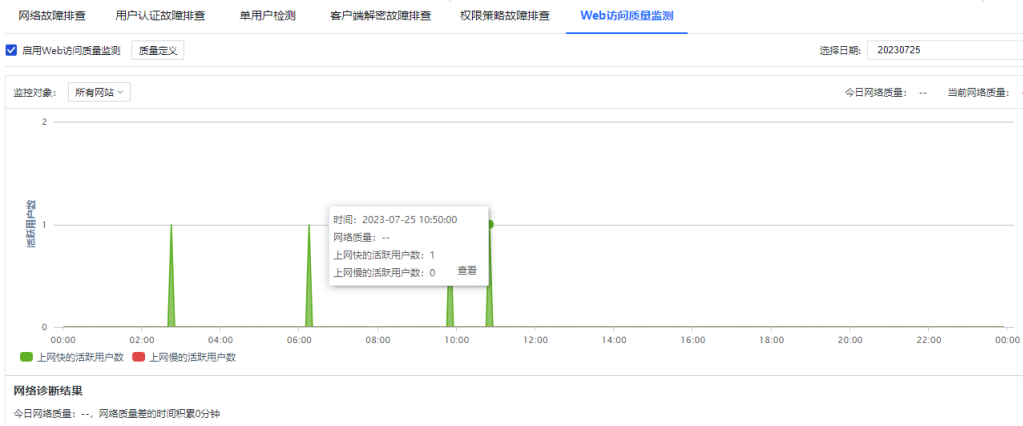 网络故障排查 用户认证故障排查 单用户检测 客户端解密故障排查 权限策略故障排查 Web访问质量监测
启用Web访问质量监测 质量定义 选择日期: 20230725
监控对象: 所有网站 今日网络质量: -- 当前网络质量:
2
活跃用户数
1
时间: 2023-07-25 10:50:00
网络质量: --
上网快的活跃用户数: 1
上网慢的活跃用户数: 0 查看
0
00:00 02:00 04:00 06:00 08:00 10:00 12:00 14:00 16:00 18:00 20:00 22:00 00:00
上网快的活跃用户数 上网慢的活跃用户数
网络诊断结果
今日网络质量: --, 网络质量差的时间积累0分钟